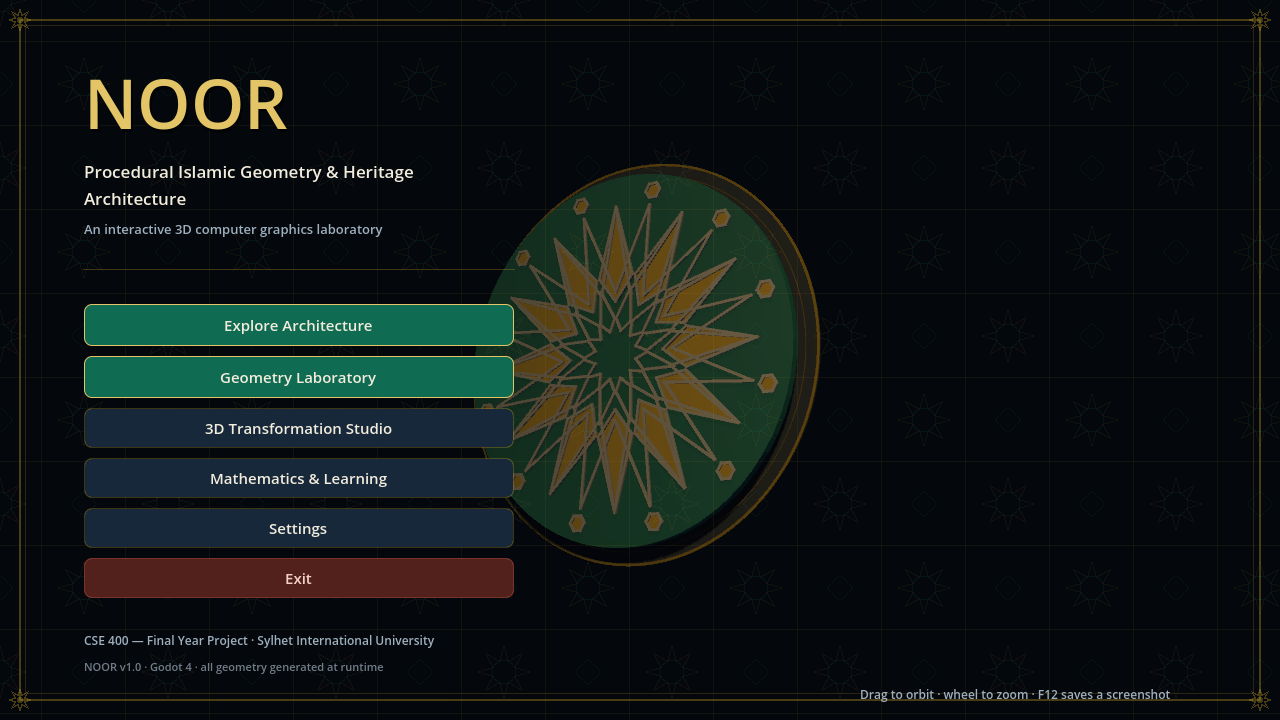 NOOR
Procedural Islamic Geometry & Heritage
Architecture
An interactive 3D computer graphics laboratory
Explore Architecture
Geometry Laboratory
3D Transformation Studio
Mathematics & Learning
Settings
Exit
CSE 400 — Final Year Project · Sylhet International University
NOOR v1.0 · Godot 4 · all geometry generated at runtime
Drag to orbit · wheel to zoom · F12 saves a screenshot